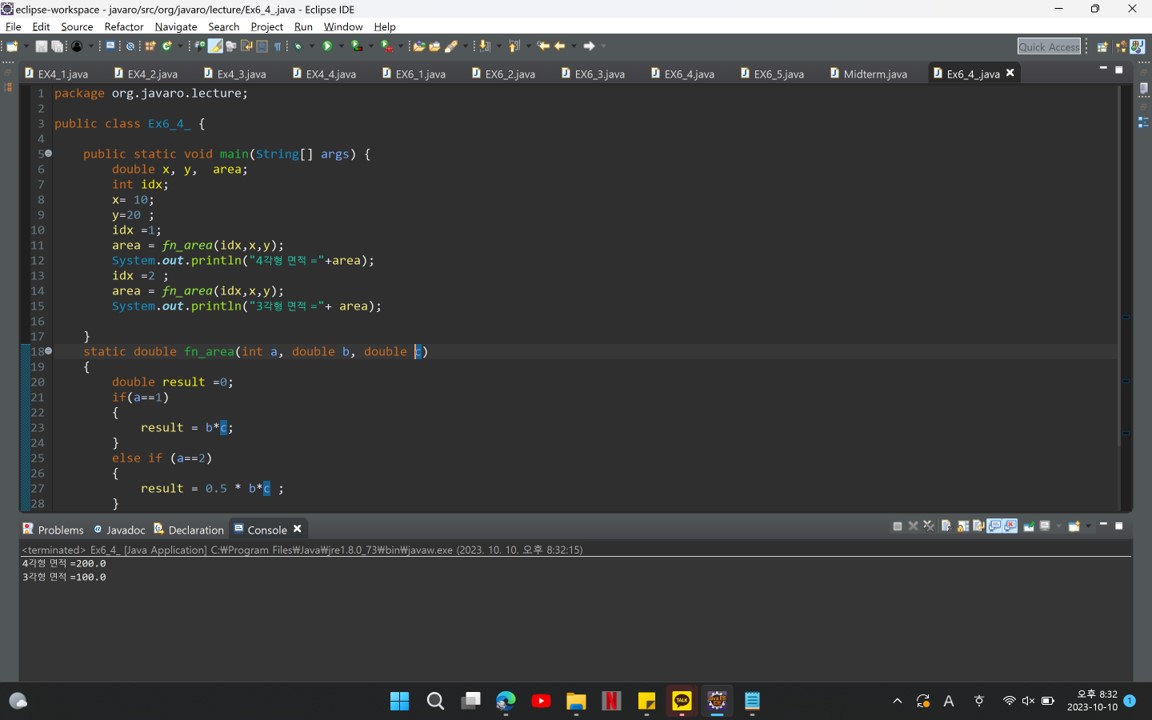 eclipse-workspace - javaro/src/org/javaro/lecture/Ex6_4_.java - Eclipse IDE
File Edit Source Refactor Navigate Search Project Run Window Help
Quick Access
EX4_1.java EX4_2.java Ex4_3.java EX4_4.java EX6_1.java EX6_2.java EX6_3.java EX6_4.java EX6_5.java Midterm.java Ex6_4_.java
1 package org.javaro.lecture;
2
3 public class Ex6_4_ {
4
5 public static void main(String[] args) {
6 double x, y,  area;
7 int idx;
8 x= 10;
9 y=20 ;
10 idx =1;
11 area = fn_area(idx,x,y);
12 System.out.println("4각형 면적 ="+area);
13 idx =2 ;
14 area = fn_area(idx,x,y);
15 System.out.println("3각형 면적 ="+ area);
16
17 }
18 static double fn_area(int a, double b, double c)
19 {
20 double result =0;
21 if(a==1)
22 {
23 result = b*c;
24 }
25 else if (a==2)
26 {
27 result = 0.5 * b*c ;
28 }
Problems Javadoc Declaration Console
<terminated> Ex6_4_ [Java Application] C:₩Program Files₩Java₩jre1.8.0_73₩bin₩javaw.exe (2023. 10. 10. 오후 8:32:15)
4각형 면적 =200.0
3각형 면적 =100.0
TALK
A
오후 8:32
2023-10-10
1